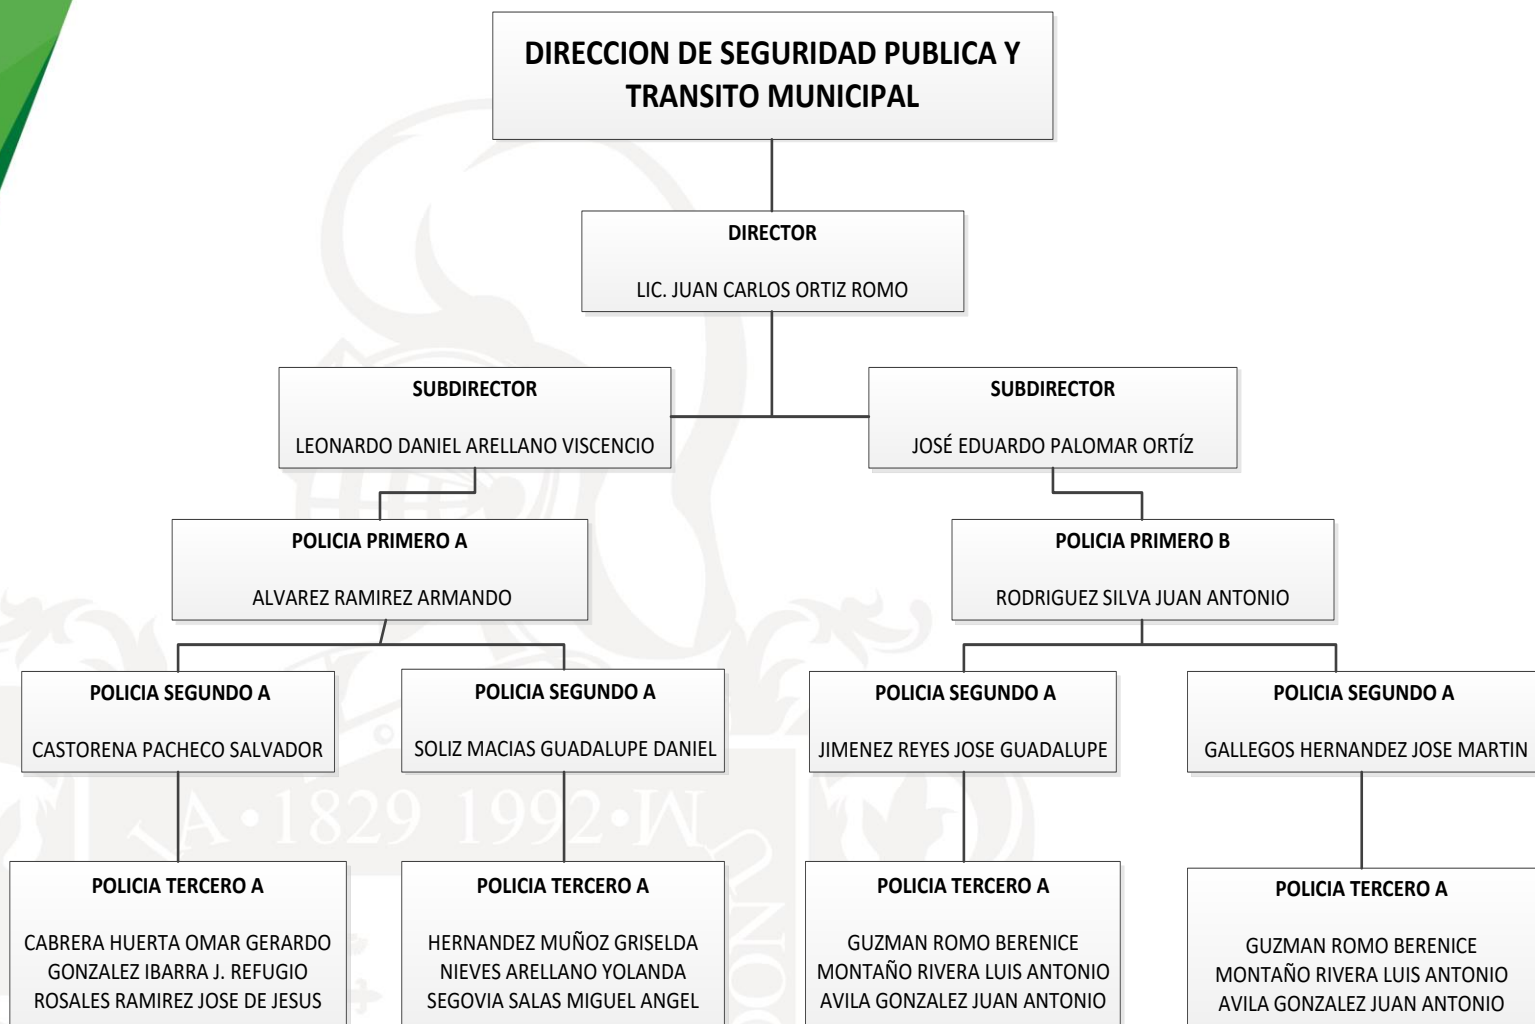 DIRECCION DE SEGURIDAD PUBLICA Y
TRANSITO MUNICIPAL
DIRECTOR
LIC. JUAN CARLOS ORTIZ ROMO
SUBDIRECTOR
LEONARDO DANIEL ARELLANO VISCENCIO
SUBDIRECTOR
JOSÉ EDUARDO PALOMAR ORTÍZ
POLICIA PRIMERO A
ALVAREZ RAMIREZ ARMANDO
POLICIA PRIMERO B
RODRIGUEZ SILVA JUAN ANTONIO
POLICIA SEGUNDO A
CASTORENA PACHECO SALVADOR
POLICIA SEGUNDO A
SOLIZ MACIAS GUADALUPE DANIEL
POLICIA SEGUNDO A
JIMENEZ REYES JOSE GUADALUPE
POLICIA SEGUNDO A
GALLEGOS HERNANDEZ JOSE MARTIN
1829 1992
POLICIA TERCERO A
CABRERA HUERTA OMAR GERARDO
GONZALEZ IBARRA J. REFUGIO
ROSALES RAMIREZ JOSE DE JESUS
POLICIA TERCERO A
HERNANDEZ MUÑOZ GRISELDA
NIEVES ARELLANO YOLANDA
SEGOVIA SALAS MIGUEL ANGEL
POLICIA TERCERO A
GUZMAN ROMO BERENICE
MONTAÑO RIVERA LUIS ANTONIO
AVILA GONZALEZ JUAN ANTONIO
POLICIA TERCERO A
GUZMAN ROMO BERENICE
MONTAÑO RIVERA LUIS ANTONIO
AVILA GONZALEZ JUAN ANTONIO